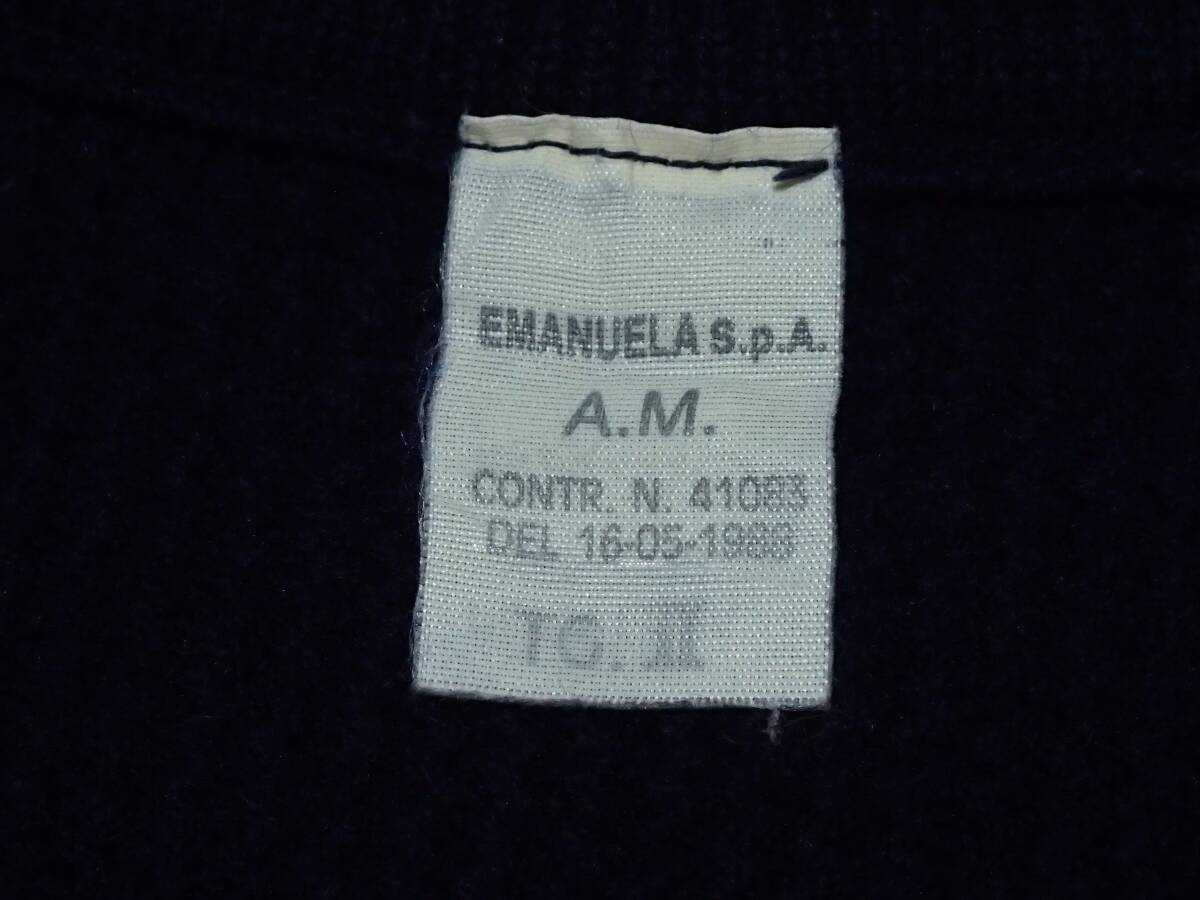 EMANUELA S.p.A.
A.M.
CONTR. N. 41083
DEL 16-05-1988
TG. II